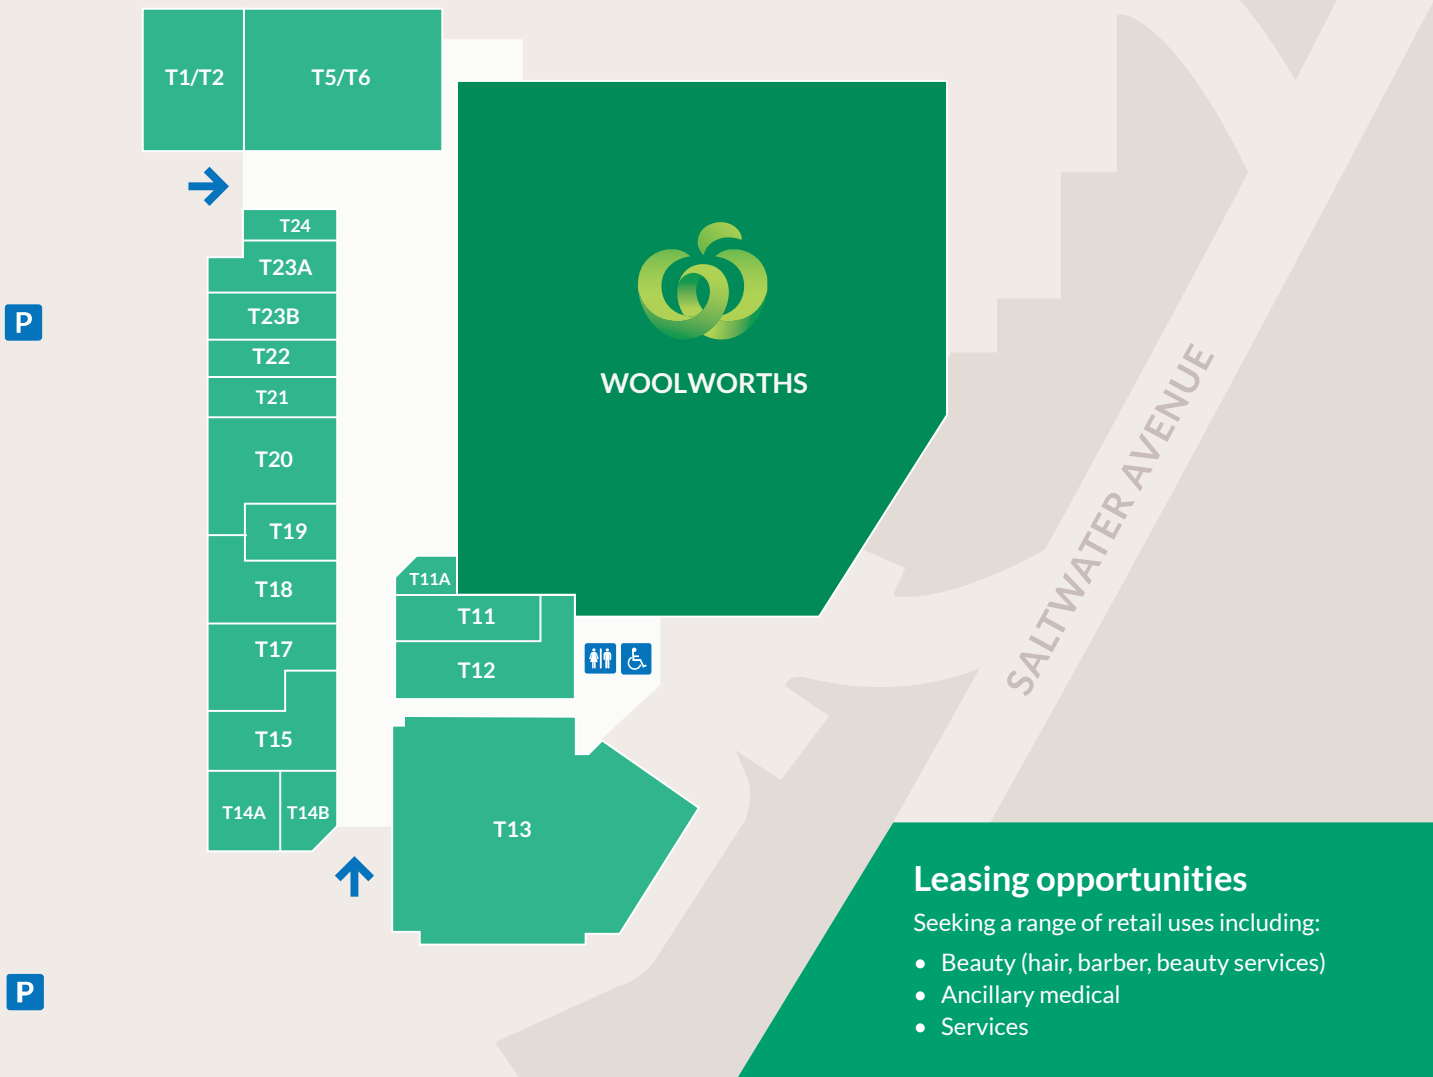 T1/T2
T5/T6
T24
T23A
T23B
P
T22
T21
T20
T19
T18
T17
T15
T14A
T14B
WOOLWORTHS
T11A
T11
T12
T13
SALTWATER AVENUE
P
Leasing opportunities
Seeking a range of retail uses including:
• Beauty (hair, barber, beauty services)
• Ancillary medical
• Services